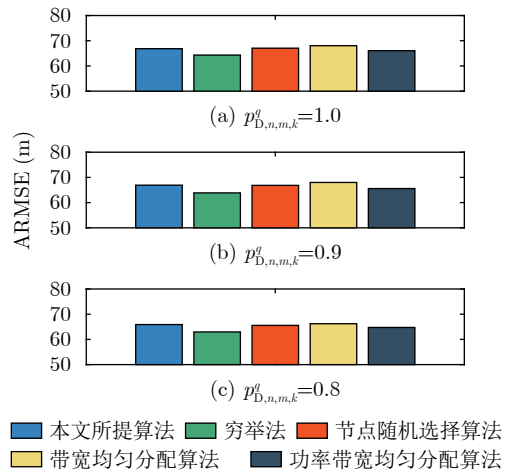 80
70
60
50
(a) p^q_{D,n,m,k}=1.0
ARMSE (m)
80
70
60
50
(b) p^q_{D,n,m,k}=0.9
80
70
60
50
(c) p^q_{D,n,m,k}=0.8
本文所提算法 穷举法 节点随机选择算法
带宽均匀分配算法 功率带宽均匀分配算法